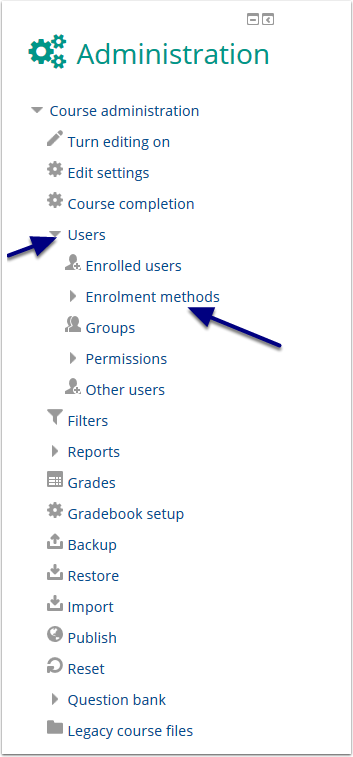 Administration
Course administration
Turn editing on
Edit settings
Course completion
Users
Enrolled users
Enrolment methods
Groups
Permissions
Other users
Filters
Reports
Grades
Gradebook setup
Backup
Restore
Import
Publish
Reset
Question bank
Legacy course files